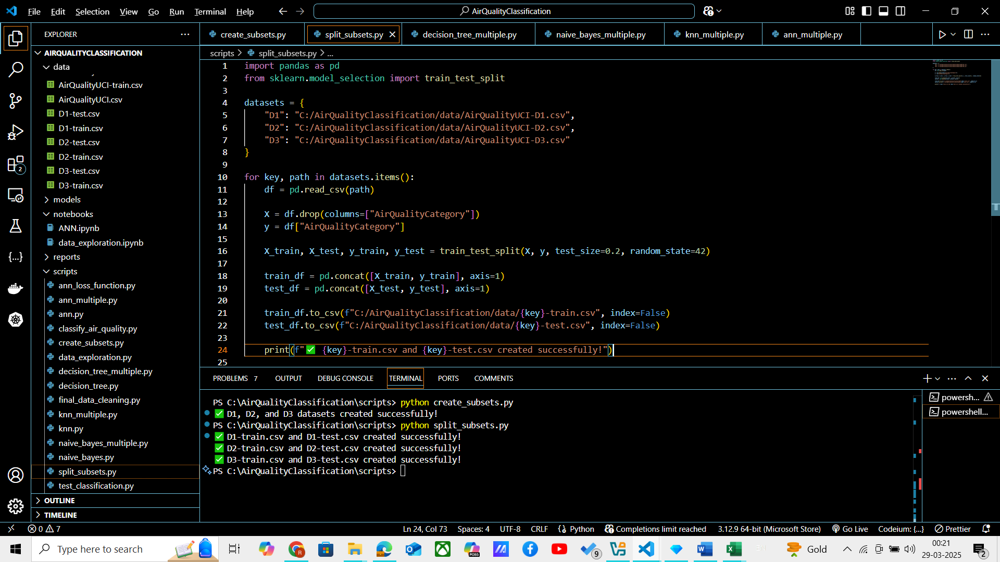 File Edit Selection View Go Run Terminal Help
AirQualityClassification
EXPLORER
create_subsets.py
split_subsets.py
decision_tree_multiple.py
naive_bayes_multiple.py
knn_multiple.py
ann_multiple.py
scripts > split_subsets.py > ...
AIRQUALITYCLASSIFICATION
data
AirQualityUCI-train.csv
AirQualityUCI.csv
D1-test.csv
D1-train.csv
D2-test.csv
D2-train.csv
D3-test.csv
D3-train.csv
models
notebooks
ANN.ipynb
data_exploration.ipynb
reports
scripts
ann_loss_function.py
ann_multiple.py
ann.py
classify_air_quality.py
create_subsets.py
data_exploration.py
decision_tree_multiple.py
decision_tree.py
final_data_cleaning.py
knn_multiple.py
knn.py
naive_bayes_multiple.py
naive_bayes.py
split_subsets.py
test_classification.py
OUTLINE
TIMELINE
2
1 import pandas as pd
2 from sklearn.model_selection import train_test_split
3
4 datasets = {
5 "D1": "C:/AirQualityClassification/data/AirQualityUCI-D1.csv",
6 "D2": "C:/AirQualityClassification/data/AirQualityUCI-D2.csv",
7 "D3": "C:/AirQualityClassification/data/AirQualityUCI-D3.csv"
8 }
9
10 for key, path in datasets.items():
11 df = pd.read_csv(path)
12
13 X = df.drop(columns=["AirQualityCategory"])
14 y = df["AirQualityCategory"]
15
16 X_train, X_test, y_train, y_test = train_test_split(X, y, test_size=0.2, random_state=42)
17
18 train_df = pd.concat([X_train, y_train], axis=1)
19 test_df = pd.concat([X_test, y_test], axis=1)
20
21 train_df.to_csv(f"C:/AirQualityClassification/data/{key}-train.csv", index=False)
22 test_df.to_csv(f"C:/AirQualityClassification/data/{key}-test.csv", index=False)
23
24 print(f"✅ {key}-train.csv and {key}-test.csv created successfully!")
25
PROBLEMS 7 OUTPUT DEBUG CONSOLE TERMINAL PORTS COMMENTS
PS C:\AirQualityClassification\scripts> python create_subsets.py
✅ D1, D2, and D3 datasets created successfully!
PS C:\AirQualityClassification\scripts> python split_subsets.py
✅ D1-train.csv and D1-test.csv created successfully!
✅ D2-train.csv and D2-test.csv created successfully!
✅ D3-train.csv and D3-test.csv created successfully!
PS C:\AirQualityClassification\scripts>
powersh...
powershell...
0 7
Ln 24, Col 73 Spaces: 4 UTF-8 CRLF Python Completions limit reached 3.12.9 64-bit (Microsoft Store) Go Live Codeium: {...} Prettier
Type here to search
M365
9
Gold
00:21
29-03-2025
2